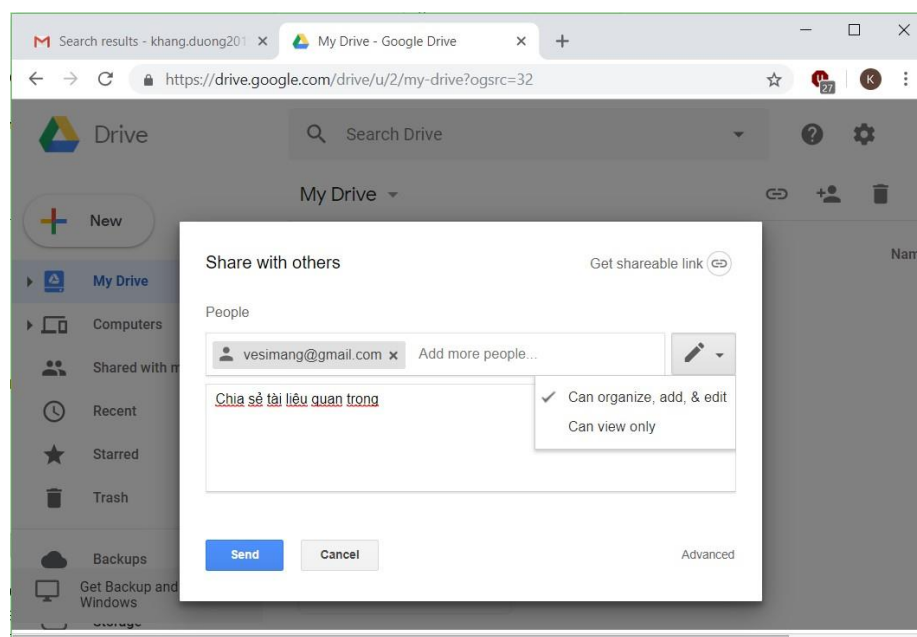 Search results - khang.duong201
My Drive - Google Drive
https://drive.google.com/drive/u/2/my-drive?ogsrc=32
27
K
Drive
Search Drive
My Drive
New
My Drive
Computers
Shared with m
Recent
Starred
Trash
Backups
Get Backup and
Windows
Storage
Nam
Share with others
Get shareable link
People
vesimang@gmail.com
Add more people...
Chia sẻ tài liệu quan trong
Can organize, add, & edit
Can view only
Send
Cancel
Advanced